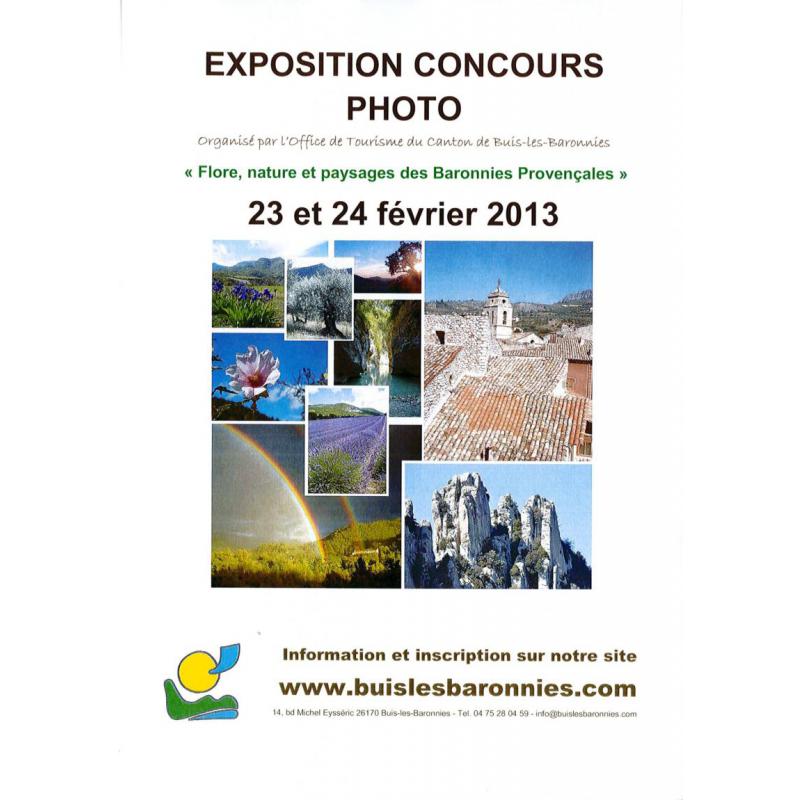 EXPOSITION CONCOURS
PHOTO
Organisé par l'Office de Tourisme du Canton de Buis-les-Baronnies
« Flore, nature et paysages des Baronnies Provençales »
23 et 24 février 2013
Information et inscription sur notre site
www.buislesbaronnies.com
14, bd Michel Eysséric 26170 Buis-les-Baronnies - Tel. 04 75 28 04 59 - info@buislesbaronnies.com